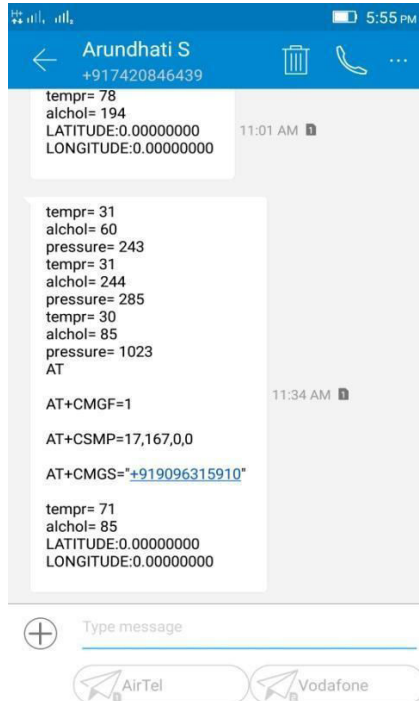 5:55 PM
Arundhati S
+917420846439
tempr= 78
alchol= 194
LATITUDE:0.00000000
LONGITUDE:0.00000000
11:01 AM 1
tempr= 31
alchol= 60
pressure= 243
tempr= 31
alchol= 244
pressure= 285
tempr= 30
alchol= 85
pressure= 1023
AT
AT+CMGF=1
AT+CSMP=17,167,0,0
AT+CMGS="+919096315910"
tempr= 71
alchol= 85
LATITUDE:0.00000000
LONGITUDE:0.00000000
11:34 AM 1
Type message
AirTel
Vodafone